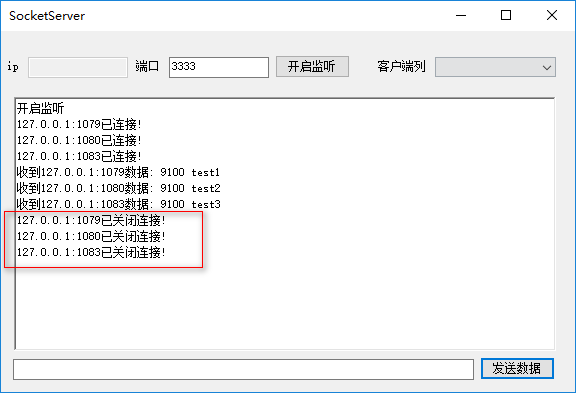 SocketServer
ip 端口 3333 开启监听 客户端列
开启监听
127.0.0.1:1079已连接!
127.0.0.1:1080已连接!
127.0.0.1:1083已连接!
收到127.0.0.1:1079数据: 9100 test1
收到127.0.0.1:1080数据: 9100 test2
收到127.0.0.1:1083数据: 9100 test3
127.0.0.1:1079已关闭连接!
127.0.0.1:1080已关闭连接!
127.0.0.1:1083已关闭连接!
发送数据